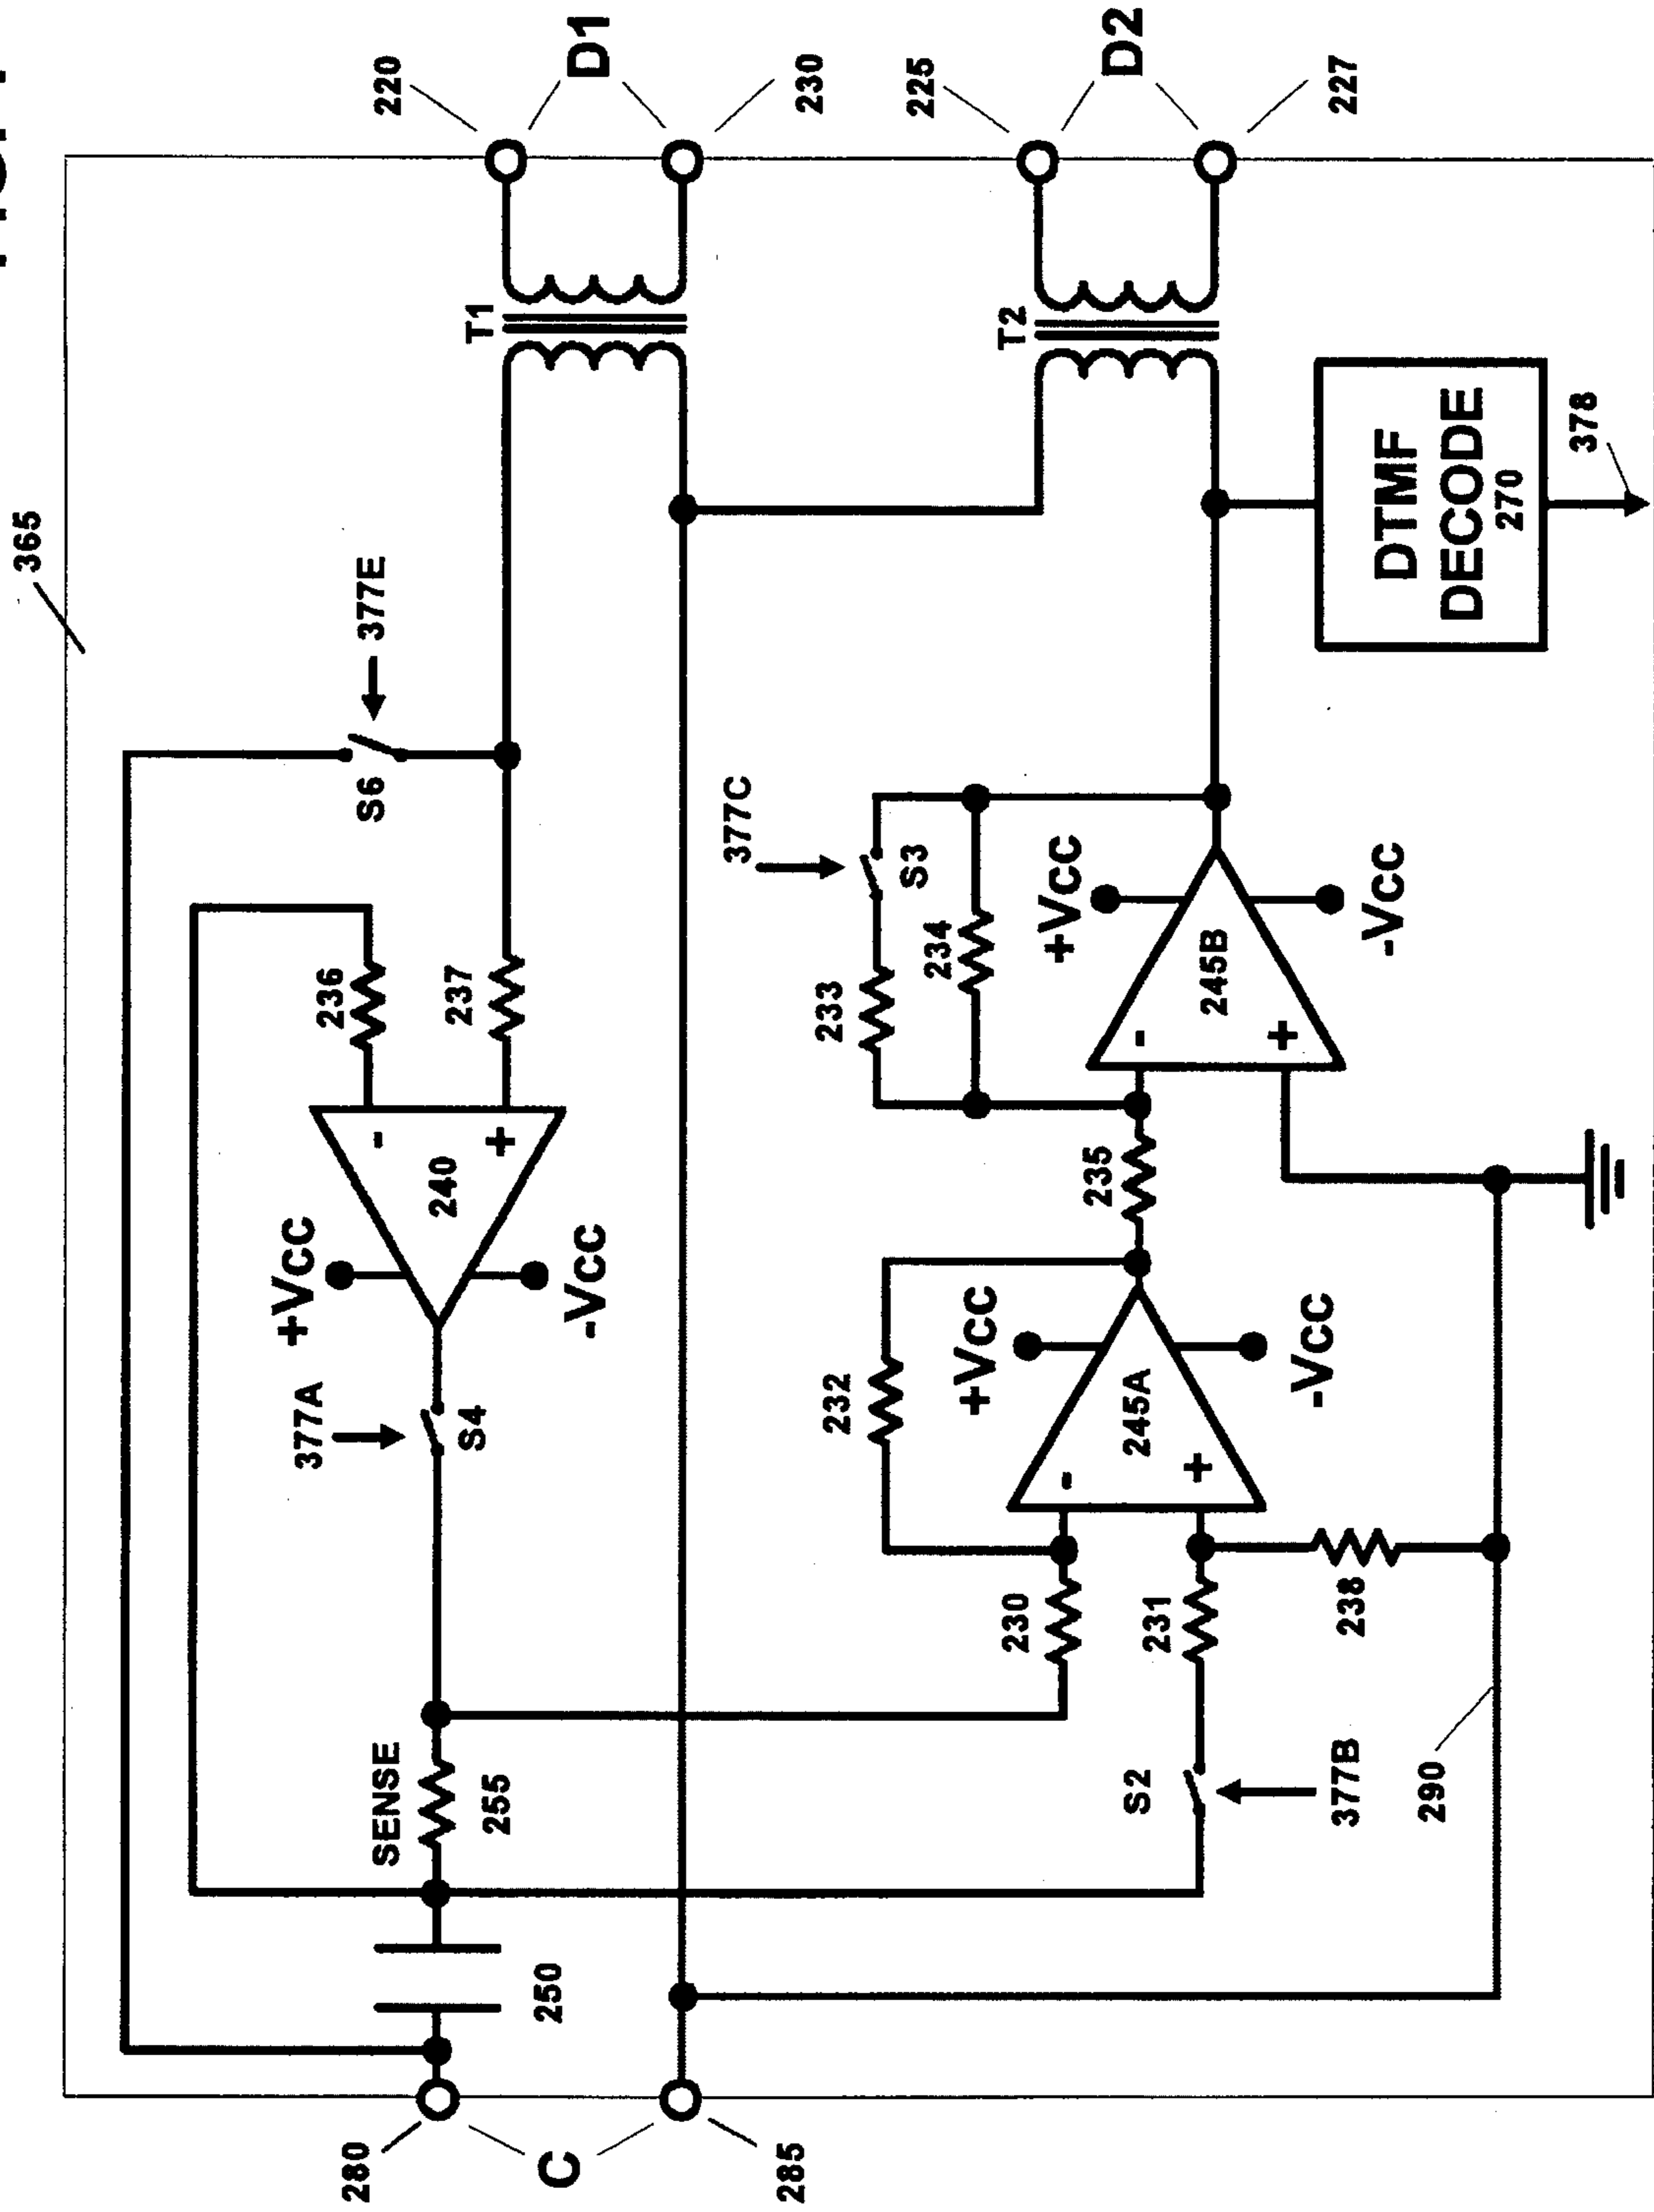 365
377E
S6
T1
220
D1
230
+Vcc
377A
S4
240
-
+
-Vcc
236
237
SENSE
255
250
280
C
285
377C
S3
233
234
+Vcc
245B
-
+
-Vcc
235
232
+Vcc
245A
-
+
-Vcc
230
231
238
S2
377B
290
T2
225
D2
227
DTMF
DECODE
270
378